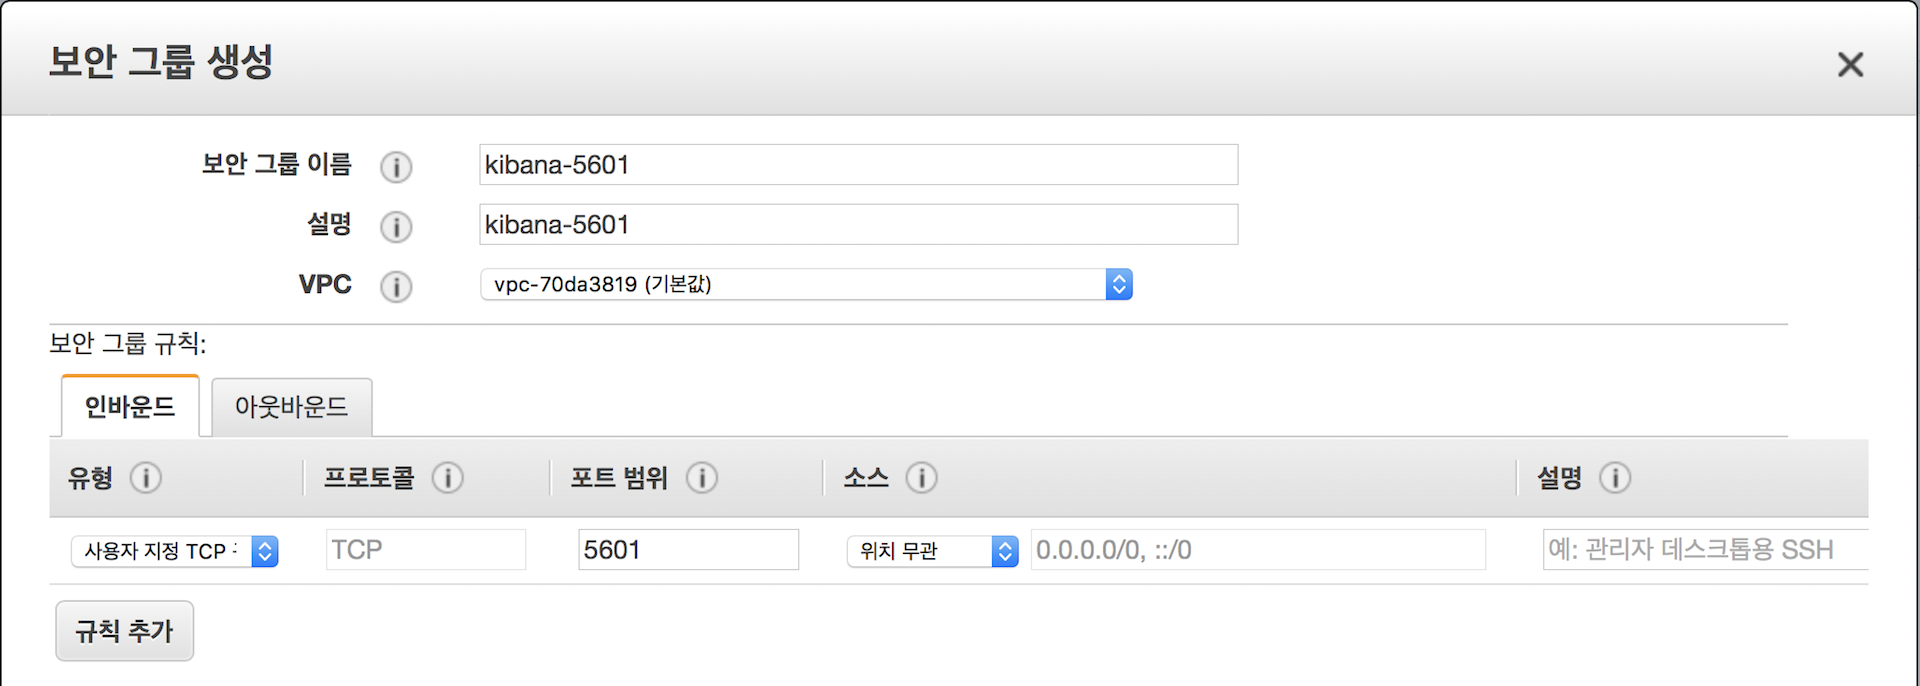 보안 그룹 생성
보안 그룹 이름 kibana-5601
설명 kibana-5601
VPC vpc-70da3819 (기본값)
보안 그룹 규칙:
인바운드 아웃바운드
유형 프로토콜 포트 범위 소스 설명
사용자 지정 TCP TCP 5601 위치 무관 0.0.0.0/0, ::/0 예: 관리자 데스크톱용 SSH
규칙 추가